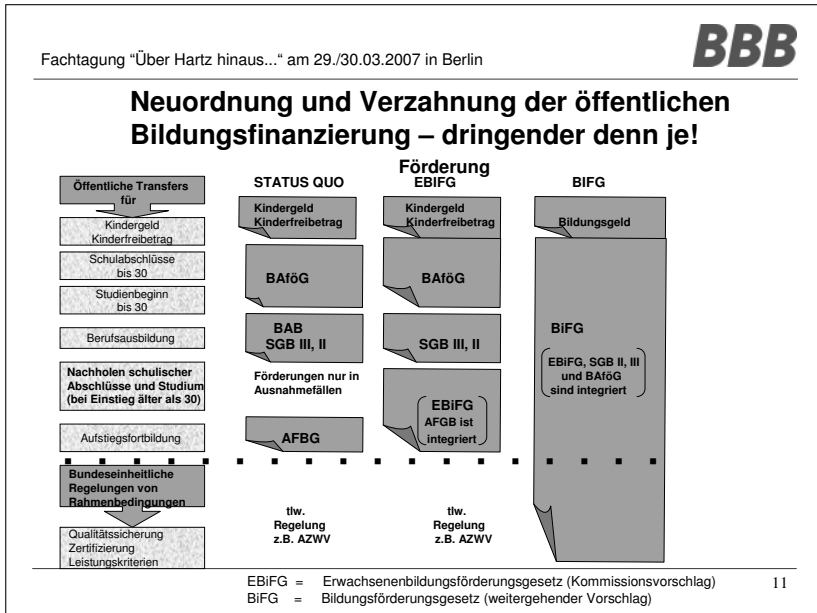 Fachtagung “Über Hartz hinaus...“ am 29./30.03.2007 in Berlin
BBB
Neuordnung und Verzahnung der öffentlichen
Bildungsfinanzierung – dringender denn je!
Förderung
STATUS QUO
EBIFG
BIFG
Öffentliche Transfers
für
Kindergeld
Kinderfreibetrag
Schulabschlüsse
bis 30
Studienbeginn
bis 30
Berufsausbildung
Nachholen schulischer
Abschlüsse und Studium
(bei Einstieg älter als 30)
Aufstiegsfortbildung
Bundeseinheitliche
Regelungen von
Rahmenbedingungen
Qualitätssicherung
Zertifizierung
Leistungskriterien
Kindergeld
Kinderfreibetrag
BAföG
BAB
SGB III, II
Förderungen nur in
Ausnahmefällen
AFBG
tlw.
Regelung
z.B. AZWV
Kindergeld
Kinderfreibetrag
BAföG
SGB III, II
EBiFG
AFGB ist
integriert
tlw.
Regelung
z.B. AZWV
Bildungsgeld
BiFG
EBiFG, SGB II, III
und BAföG
sind integriert
EBiFG = Erwachsenenbildungsförderungsgesetz (Kommissionsvorschlag)
BiFG = Bildungsförderungsgesetz (weitergehender Vorschlag)
11